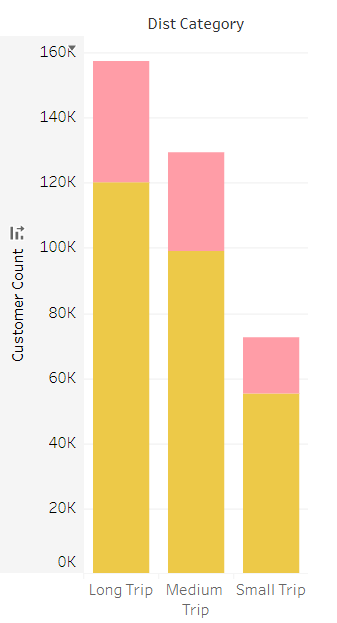 Dist Category
160K
140K
120K
100K
80K
60K
40K
20K
0K
Customer Count
Long Trip
Medium
Trip
Small Trip